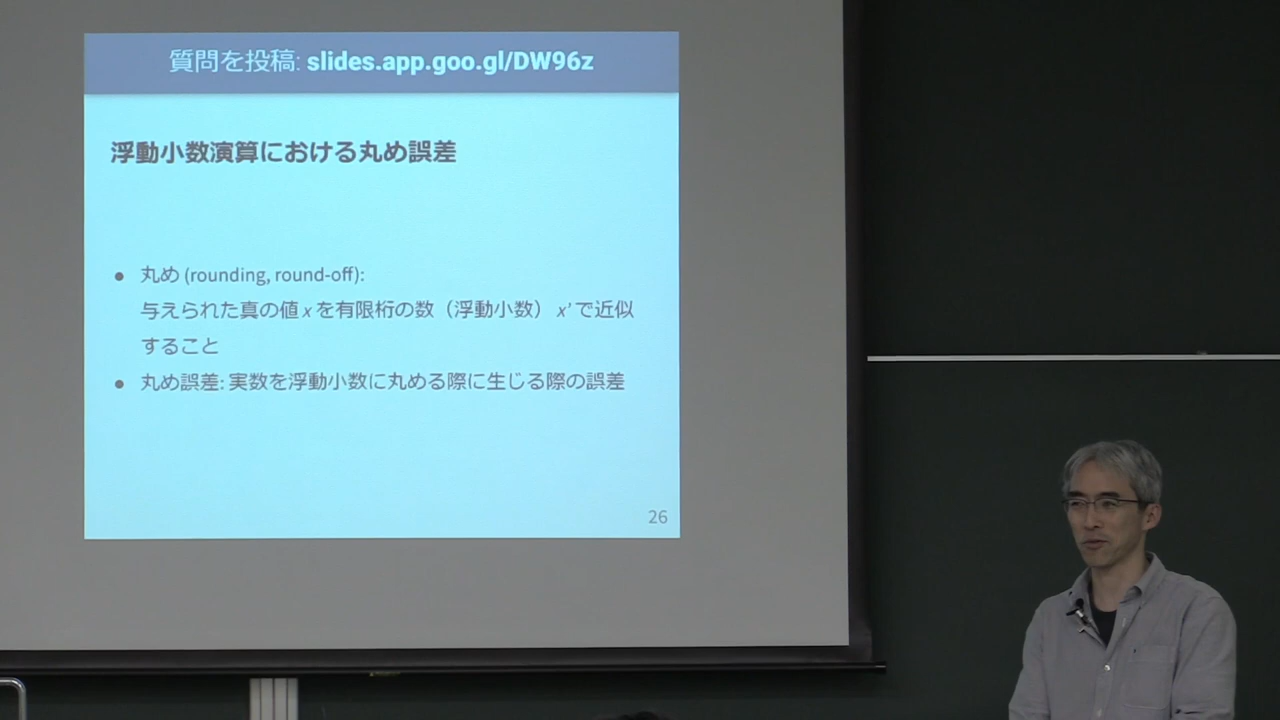 質問を投稿: slides.app.goo.gl/DW96z
浮動小数演算における丸め誤差
● 丸め (rounding, round-off):
与えられた真の値 x を有限桁の数（浮動小数） x’ で近似
すること
● 丸め誤差: 実数を浮動小数に丸める際に生じる際の誤差
26